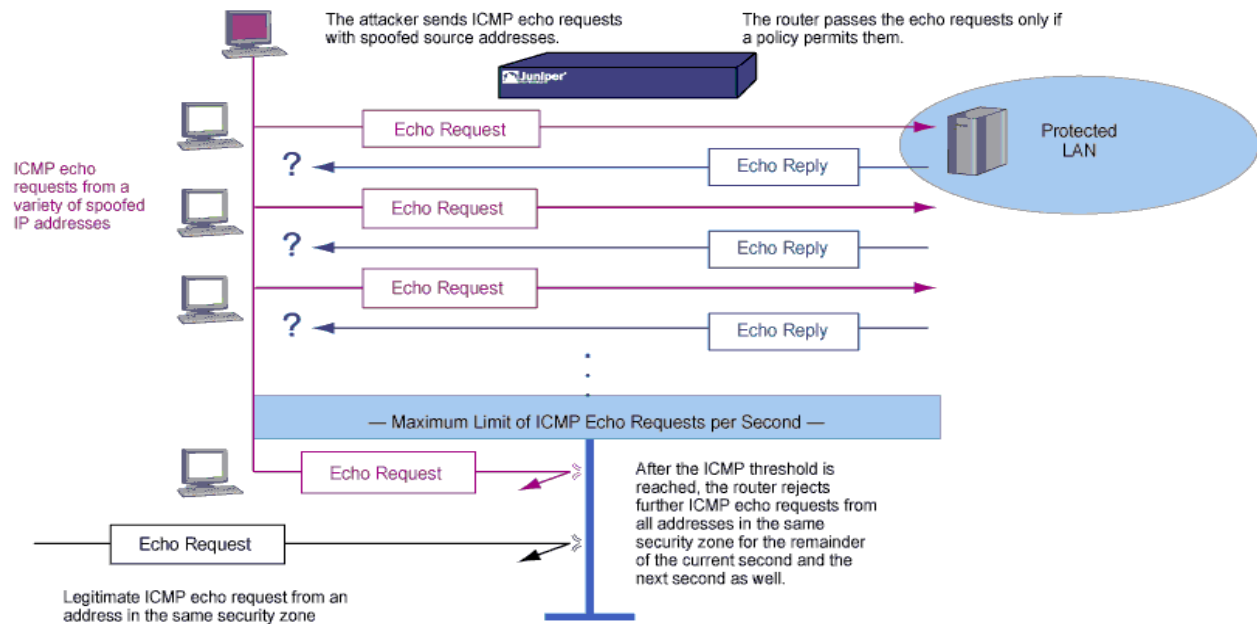 The attacker sends ICMP echo requests
with spoofed source addresses.
The router passes the echo requests only if
a policy permits them.
Juniper
Echo Request
Protected
LAN
? Echo Reply
ICMP echo
requests from a
variety of spoofed
IP addresses
Echo Request
? Echo Reply
Echo Request
? Echo Reply
— Maximum Limit of ICMP Echo Requests per Second —
Echo Request
After the ICMP threshold is
reached, the router rejects
further ICMP echo requests from
all addresses in the same
security zone for the remainder
of the current second and the
next second as well.
Echo Request
Legitimate ICMP echo request from an
address in the same security zone